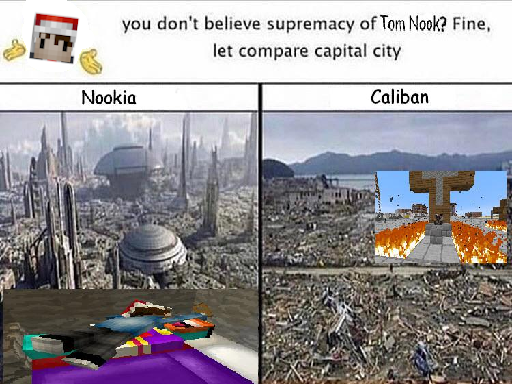 you don't believe supremacy of Tom Nook? Fine,
let compare capital city
Nookia
Caliban